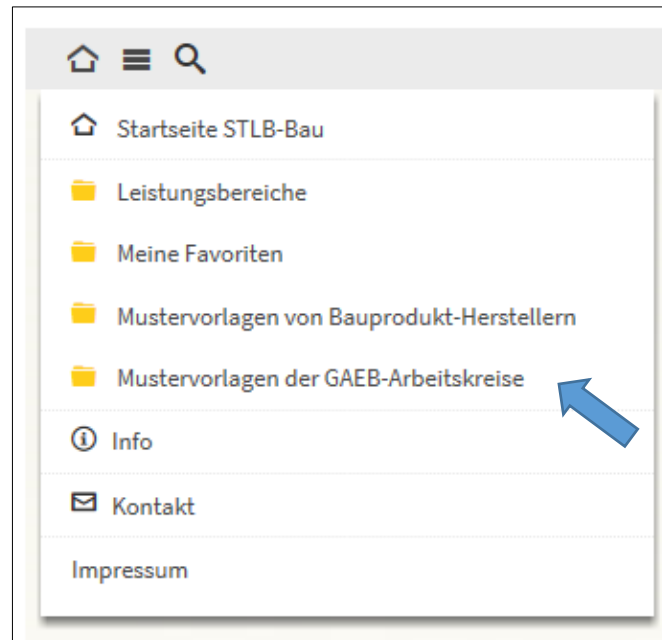 Startseite STLB-Bau
Leistungsbereiche
Meine Favoriten
Mustervorlagen von Bauprodukt-Herstellern
Mustervorlagen der GAEB-Arbeitskreise
Info
Kontakt
Impressum